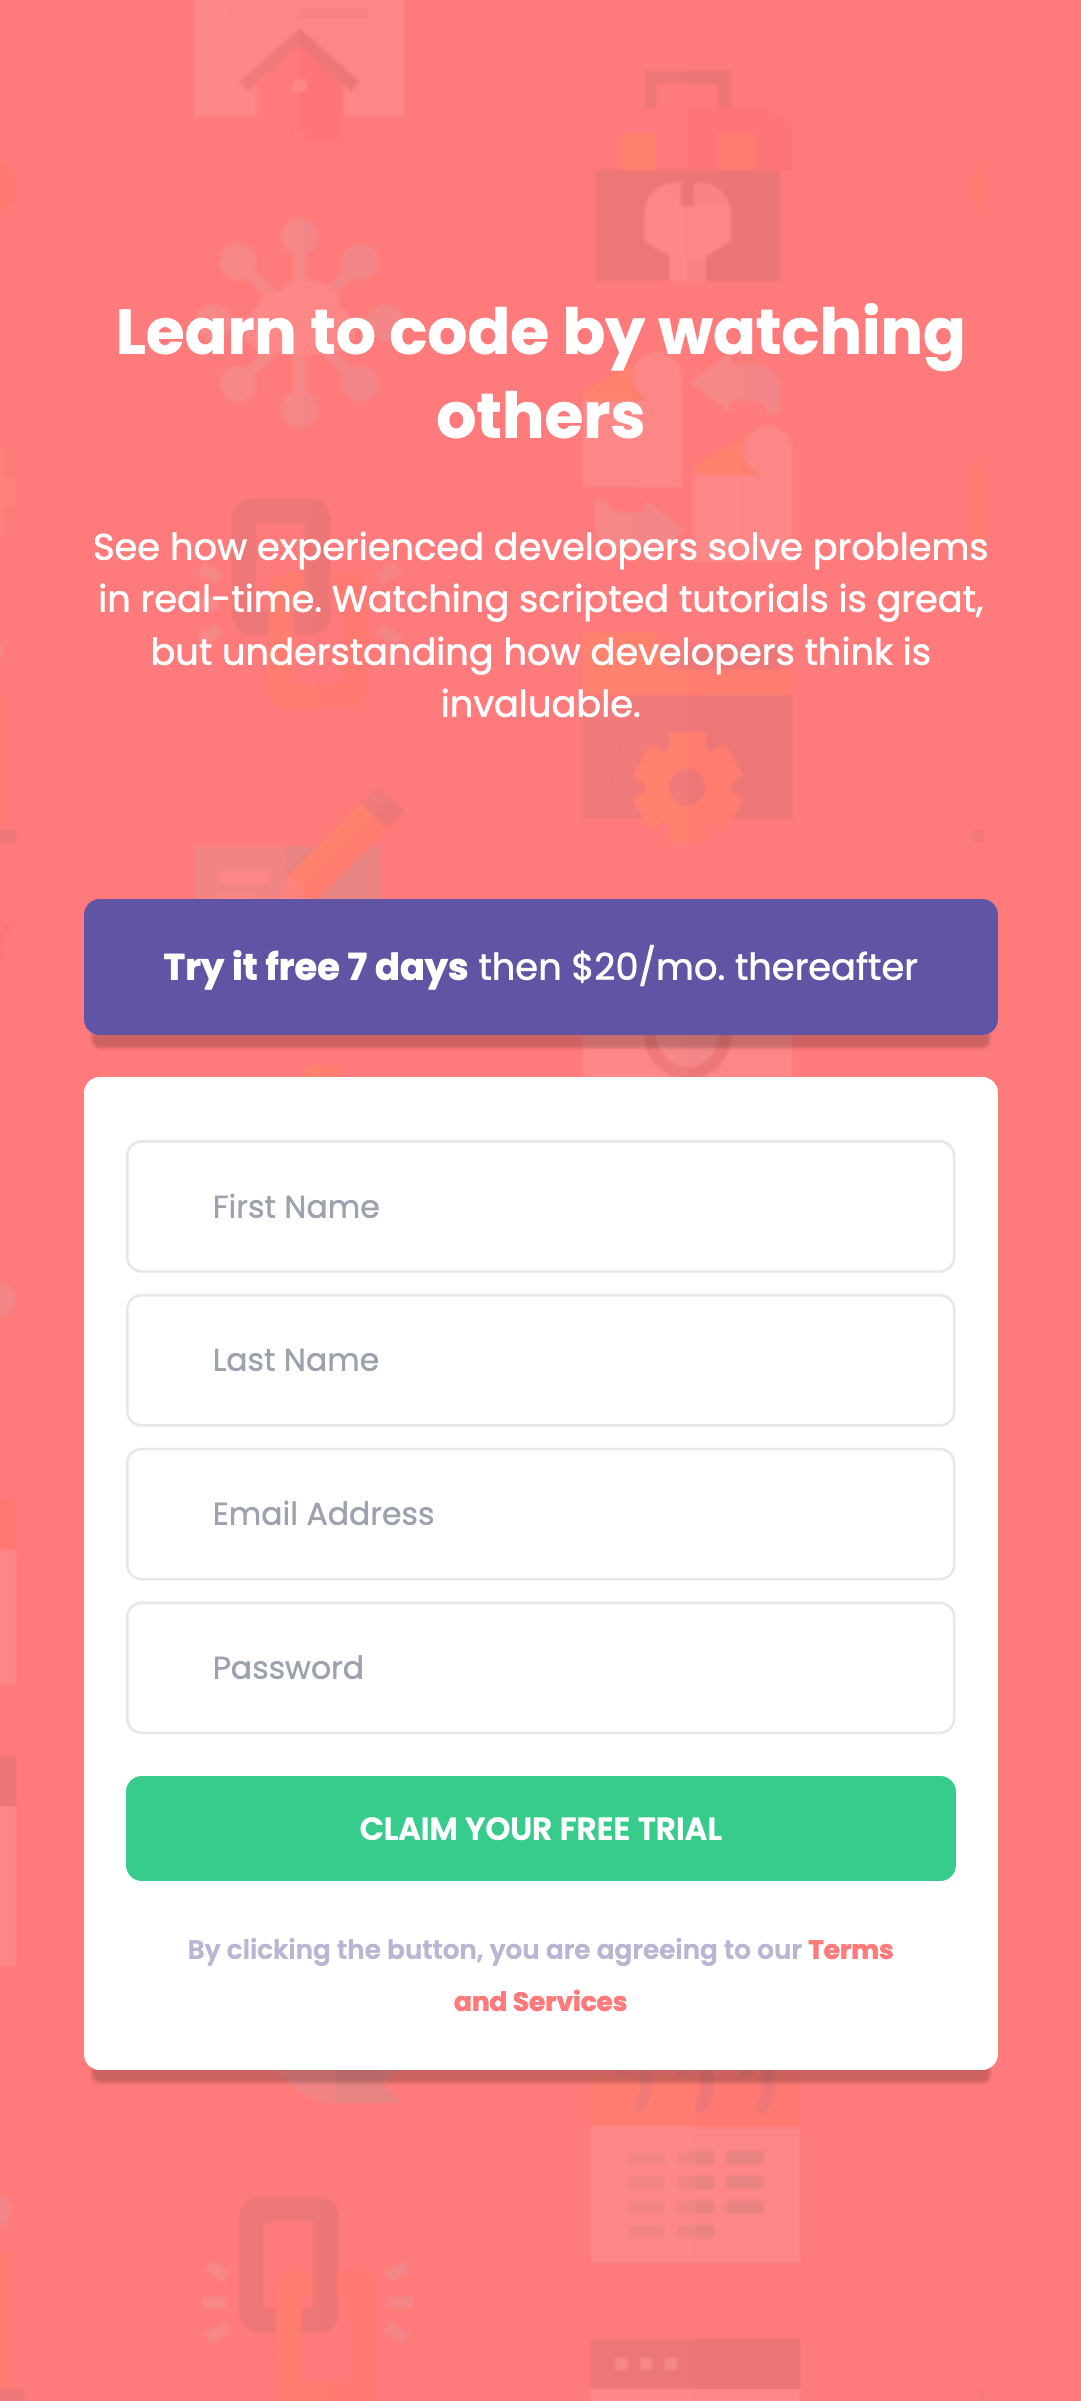 Learn to code by watching
others
See how experienced developers solve problems
in real-time. Watching scripted tutorials is great,
but understanding how developers think is
invaluable.
Try it free 7 days then $20/mo. thereafter
First Name
Last Name
Email Address
Password
CLAIM YOUR FREE TRIAL
By clicking the button, you are agreeing to our Terms
and Services